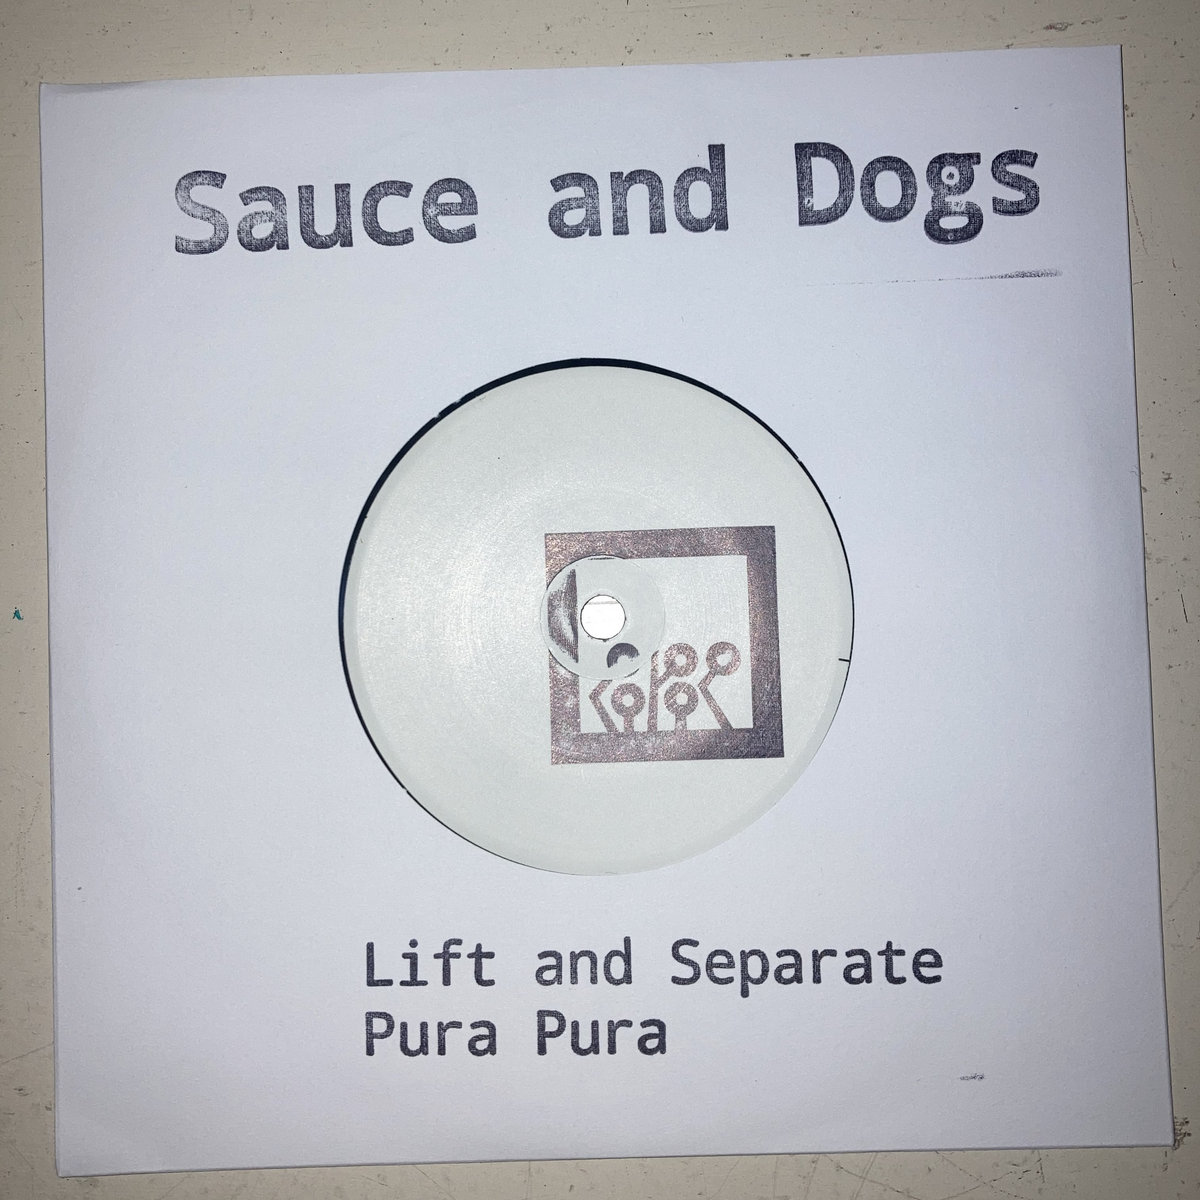 Sauce and Dogs
Lift and Separate
Pura Pura